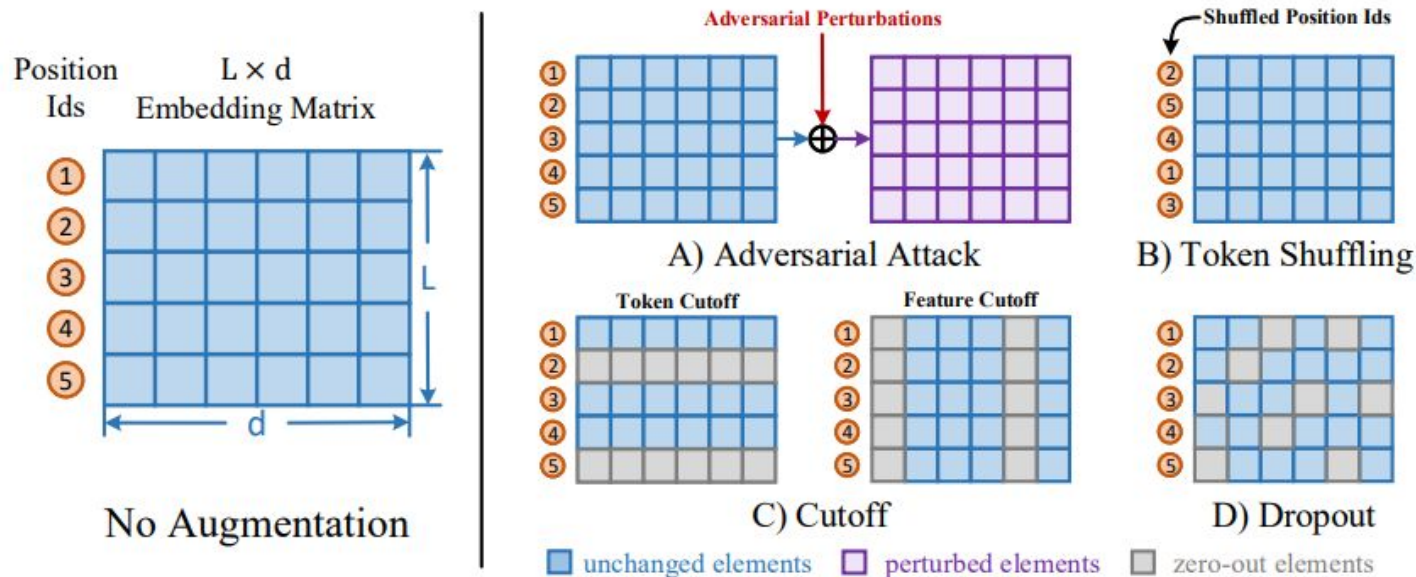 Position
Ids
L × d
Embedding Matrix
1
2
3
4
5
L
d
No Augmentation
Adversarial Perturbations
1
2
3
4
5
A) Adversarial Attack
Shuffled Position Ids
2
5
4
1
3
B) Token Shuffling
Token Cutoff
1
2
3
4
5
Feature Cutoff
1
2
3
4
5
C) Cutoff
1
2
3
4
5
D) Dropout
unchanged elements
perturbed elements
zero-out elements